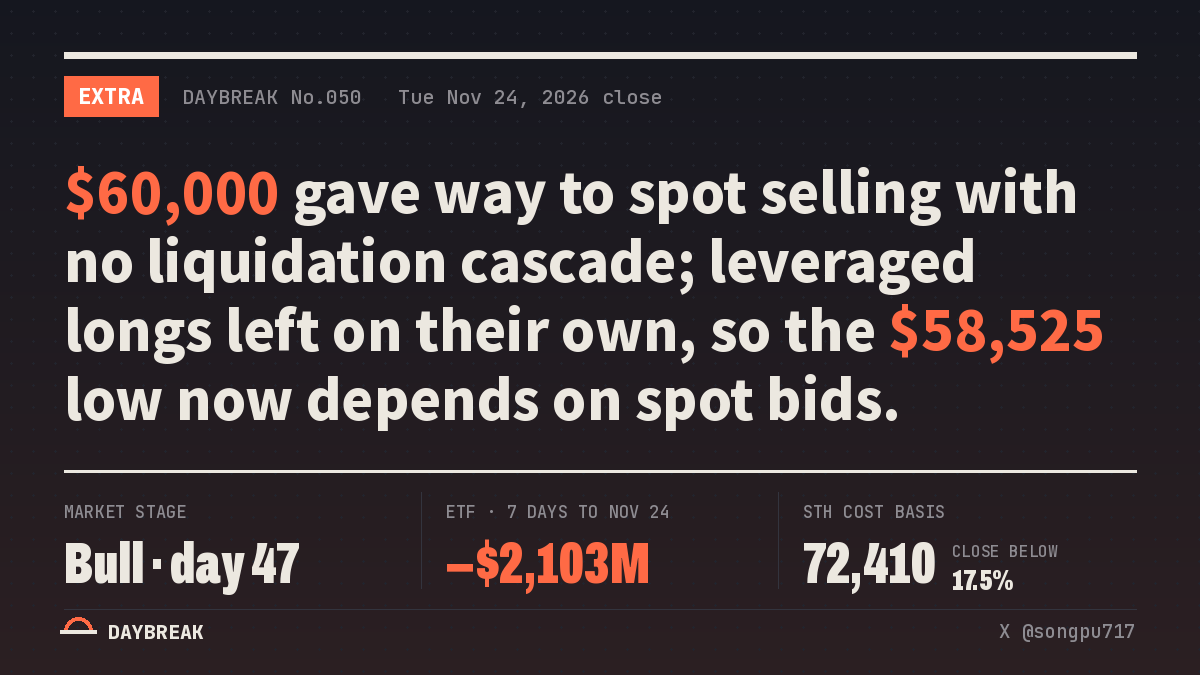 EXTRA DAYBREAK No.050 Tue Nov 24, 2026 close
$60,000 gave way to spot selling with
no liquidation cascade; leveraged
longs left on their own, so the $58,525
low now depends on spot bids.
MARKET STAGE
Bull · day 47
ETF · 7 DAYS TO NOV 24
−$2,103M
STH COST BASIS
72,410
CLOSE BELOW
17.5%
DAYBREAK
X @songpu717